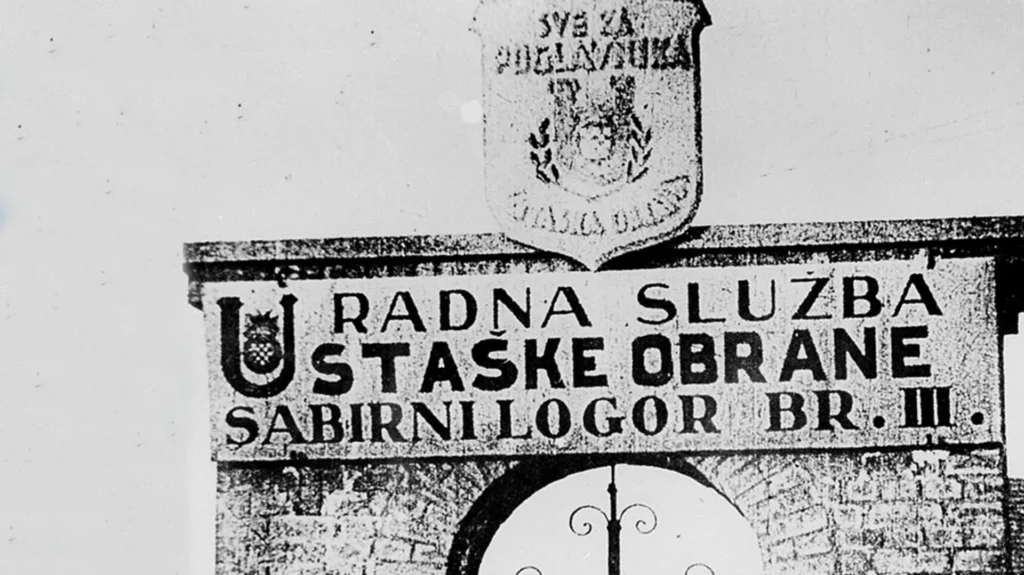 SVE ZA
POGLAVNIKA
RADNA SLUŽBA
USTAŠKE OBRANE
SABIRNI LOGOR BR. III.